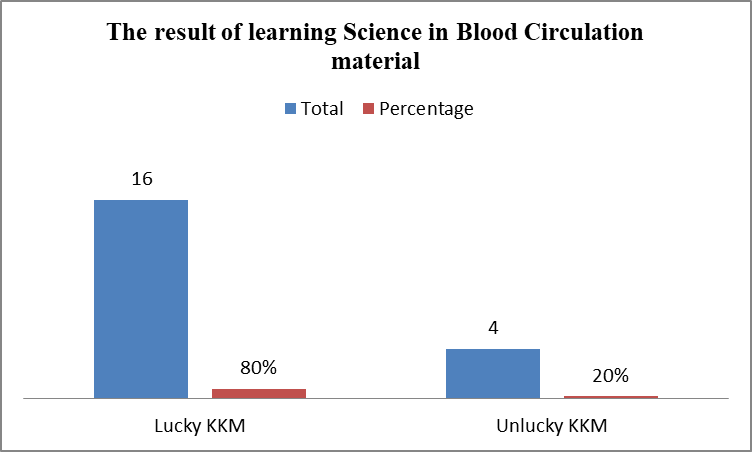 The result of learning Science in Blood Circulation
material
Total Percentage
16
80%
4
20%
Lucky KKM Unlucky KKM